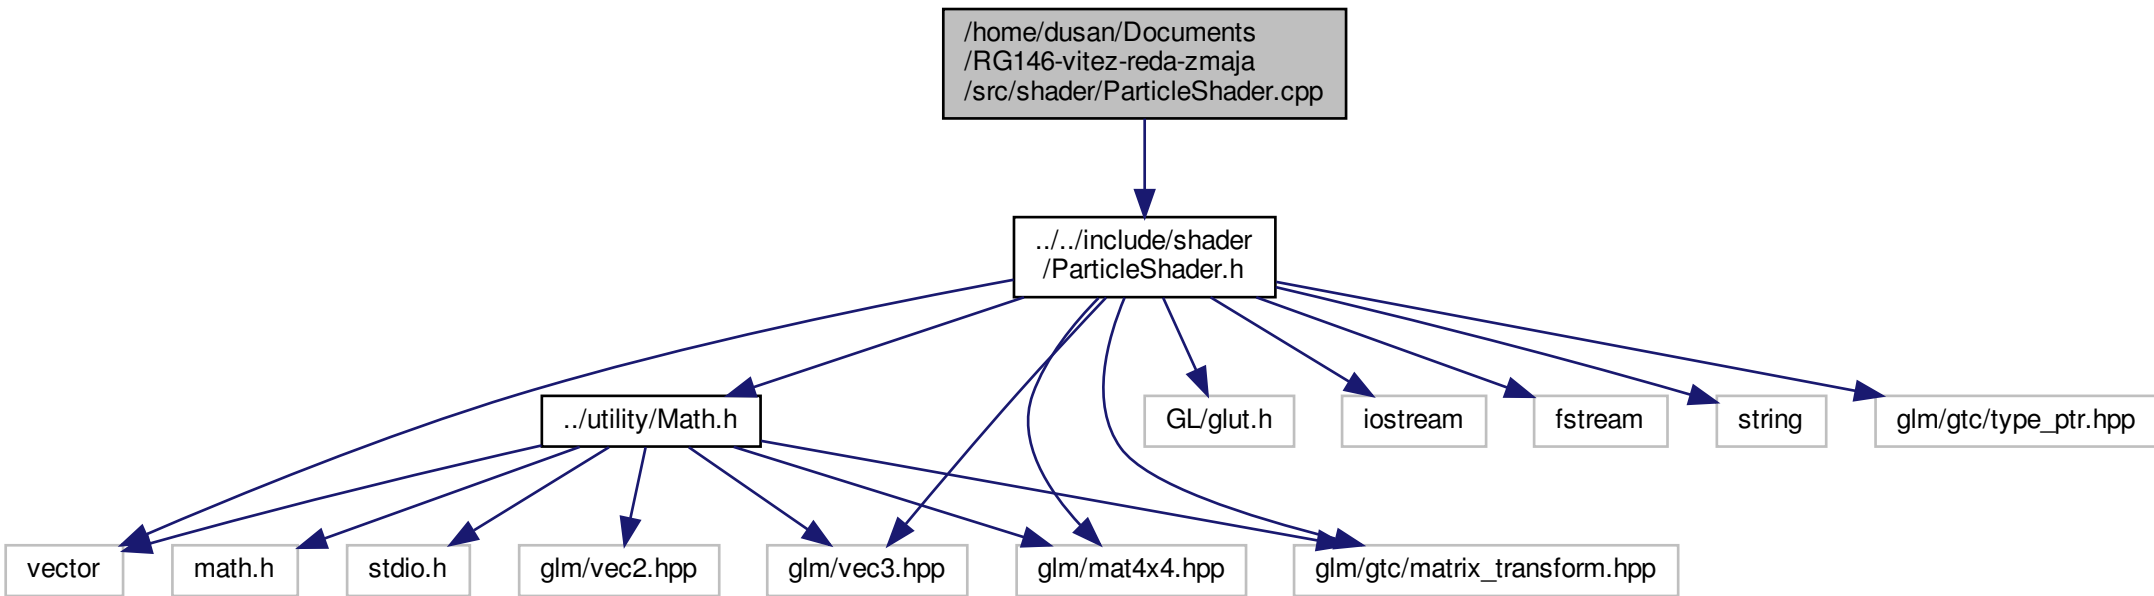 /home/dusan/Documents
/RG146-vitez-reda-zmaja
/src/shader/ParticleShader.cpp
../../include/shader
/ParticleShader.h
../utility/Math.h
GL/glut.h
iostream
fstream
string
glm/gtc/type_ptr.hpp
vector
math.h
stdio.h
glm/vec2.hpp
glm/vec3.hpp
glm/mat4x4.hpp
glm/gtc/matrix_transform.hpp